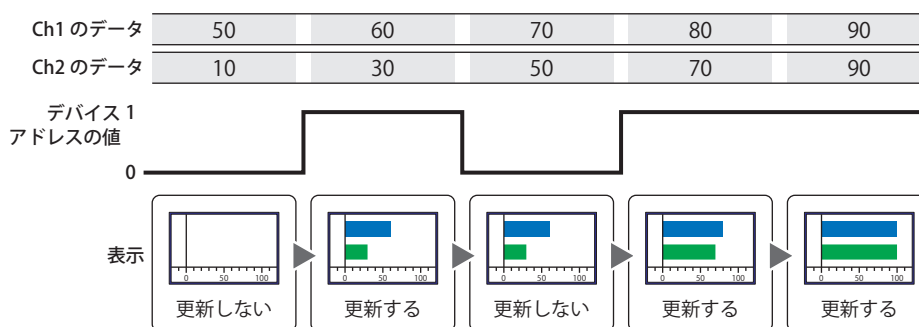 Ch1 のデータ 50 60 70 80 90
Ch2 のデータ 10 30 50 70 90
デバイス 1
アドレスの値
0
表示
0 50 100 0 50 100 0 50 100 0 50 100 0 50 100
更新しない 更新する 更新しない 更新する 更新する